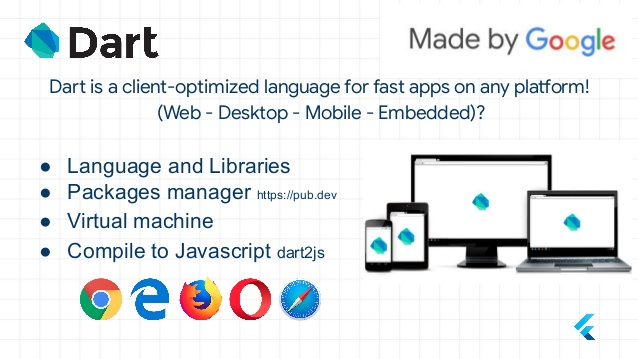 Dart
Made by Google
Dart is a client-optimized language for fast apps on any platform!
(Web - Desktop - Mobile - Embedded)?
● Language and Libraries
● Packages manager https://pub.dev
● Virtual machine
● Compile to Javascript dart2js